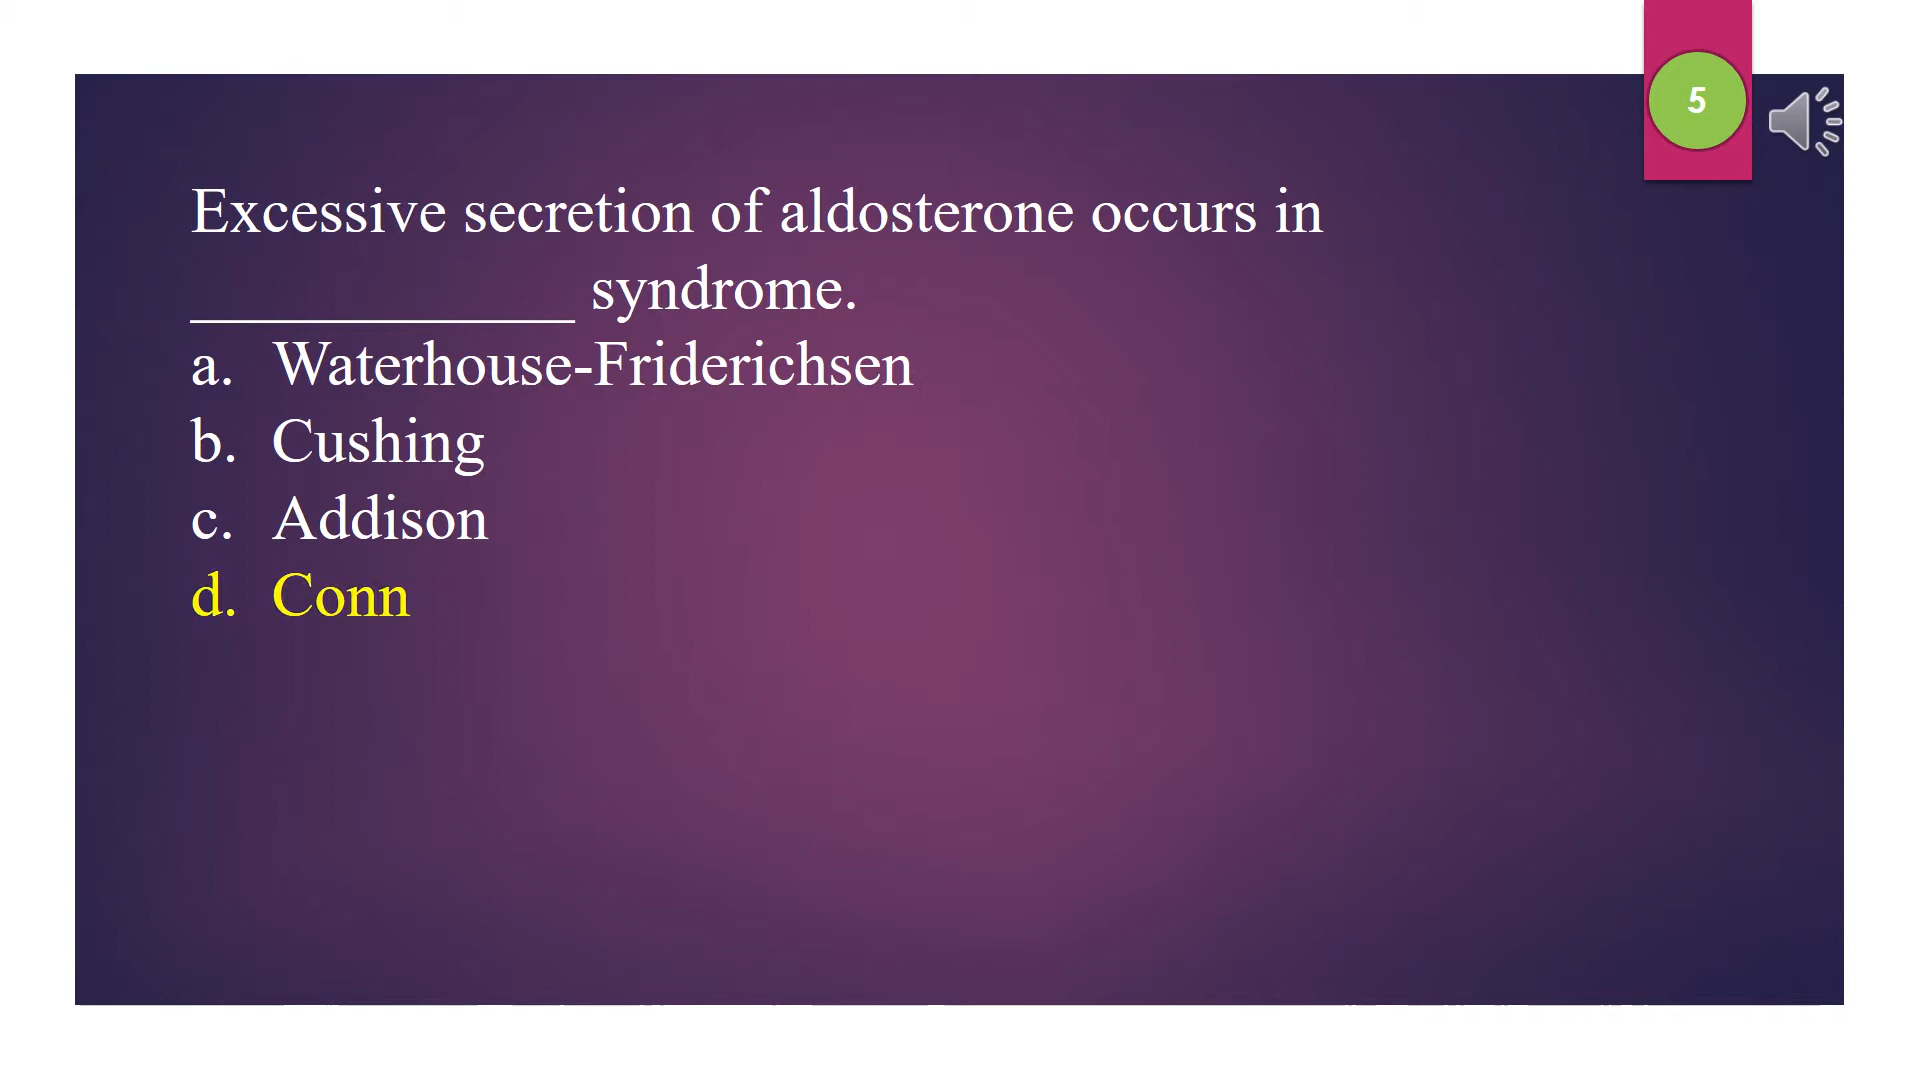 5
Excessive secretion of aldosterone occurs in
_____________ syndrome.
a. Waterhouse-Friderichsen
b. Cushing
c. Addison
d. Conn